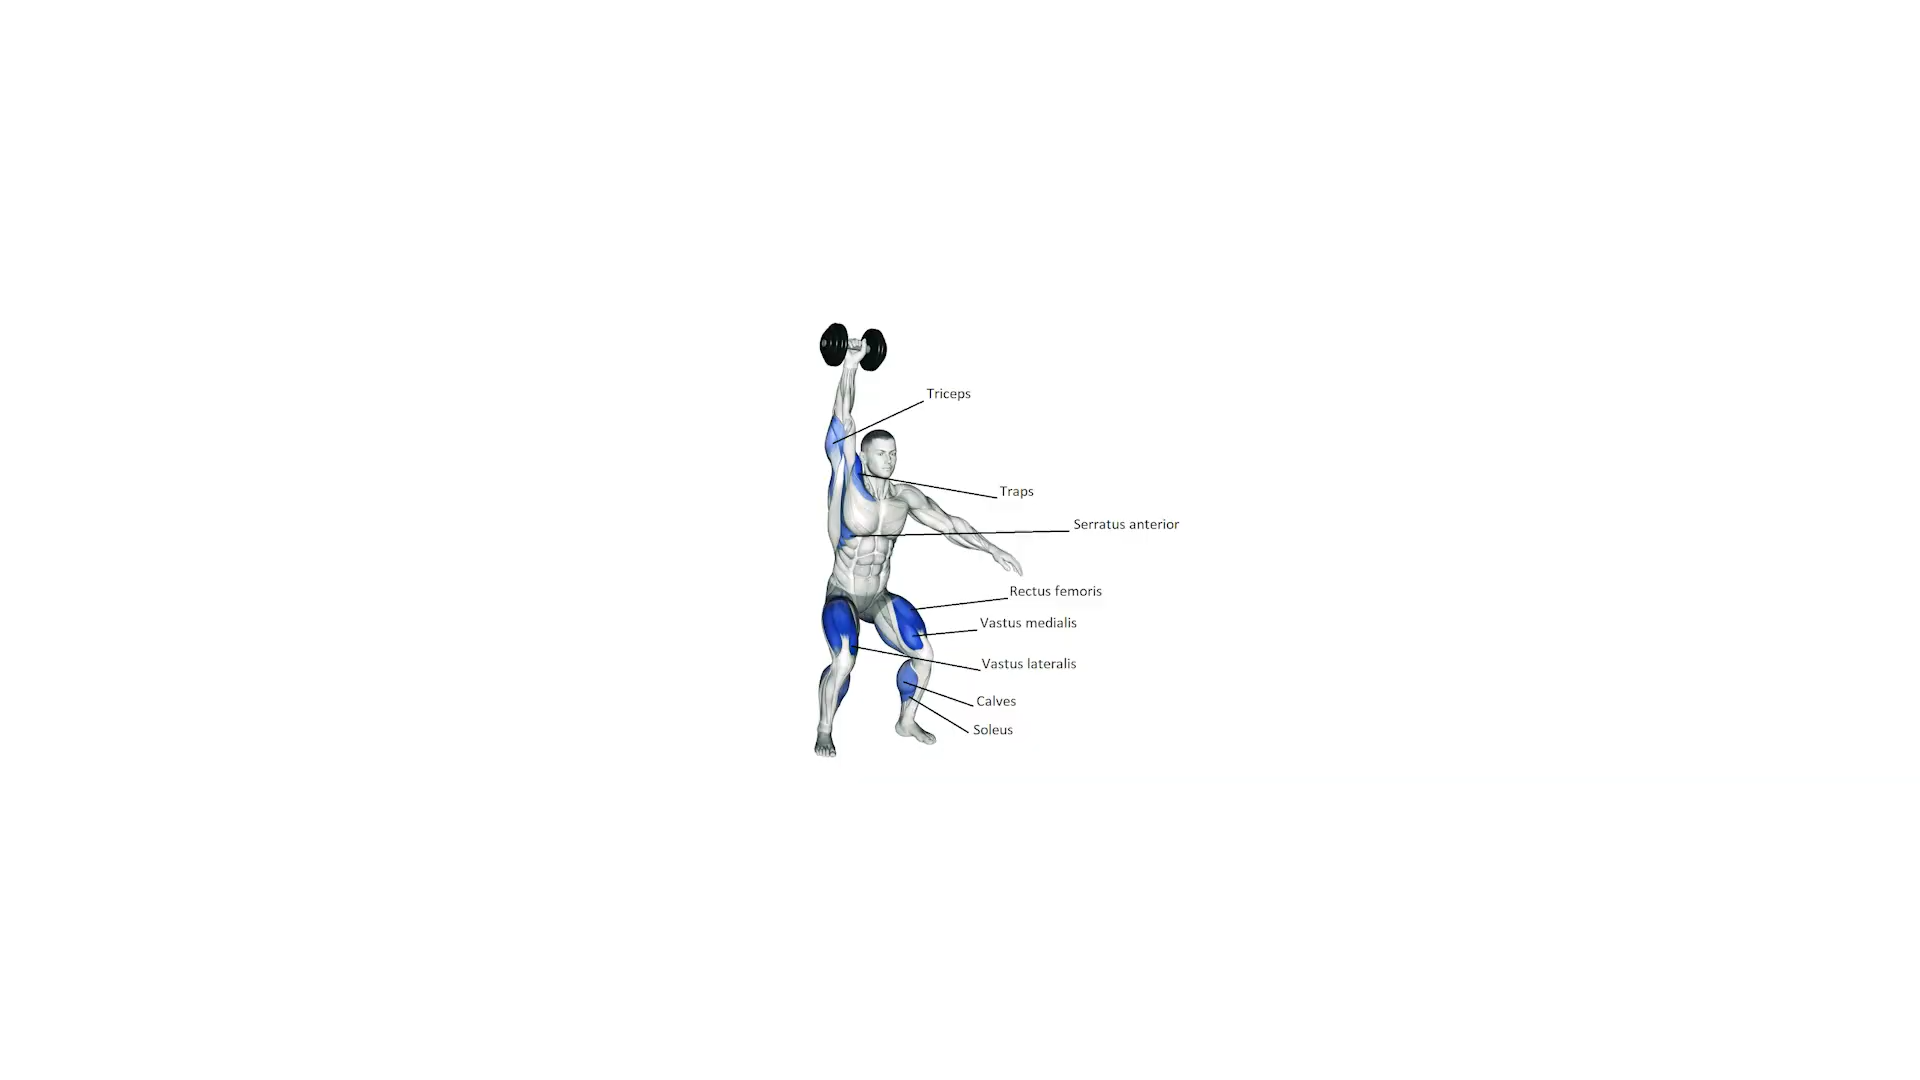 Triceps
Traps
Serratus anterior
Rectus femoris
Vastus medialis
Vastus lateralis
Calves
Soleus